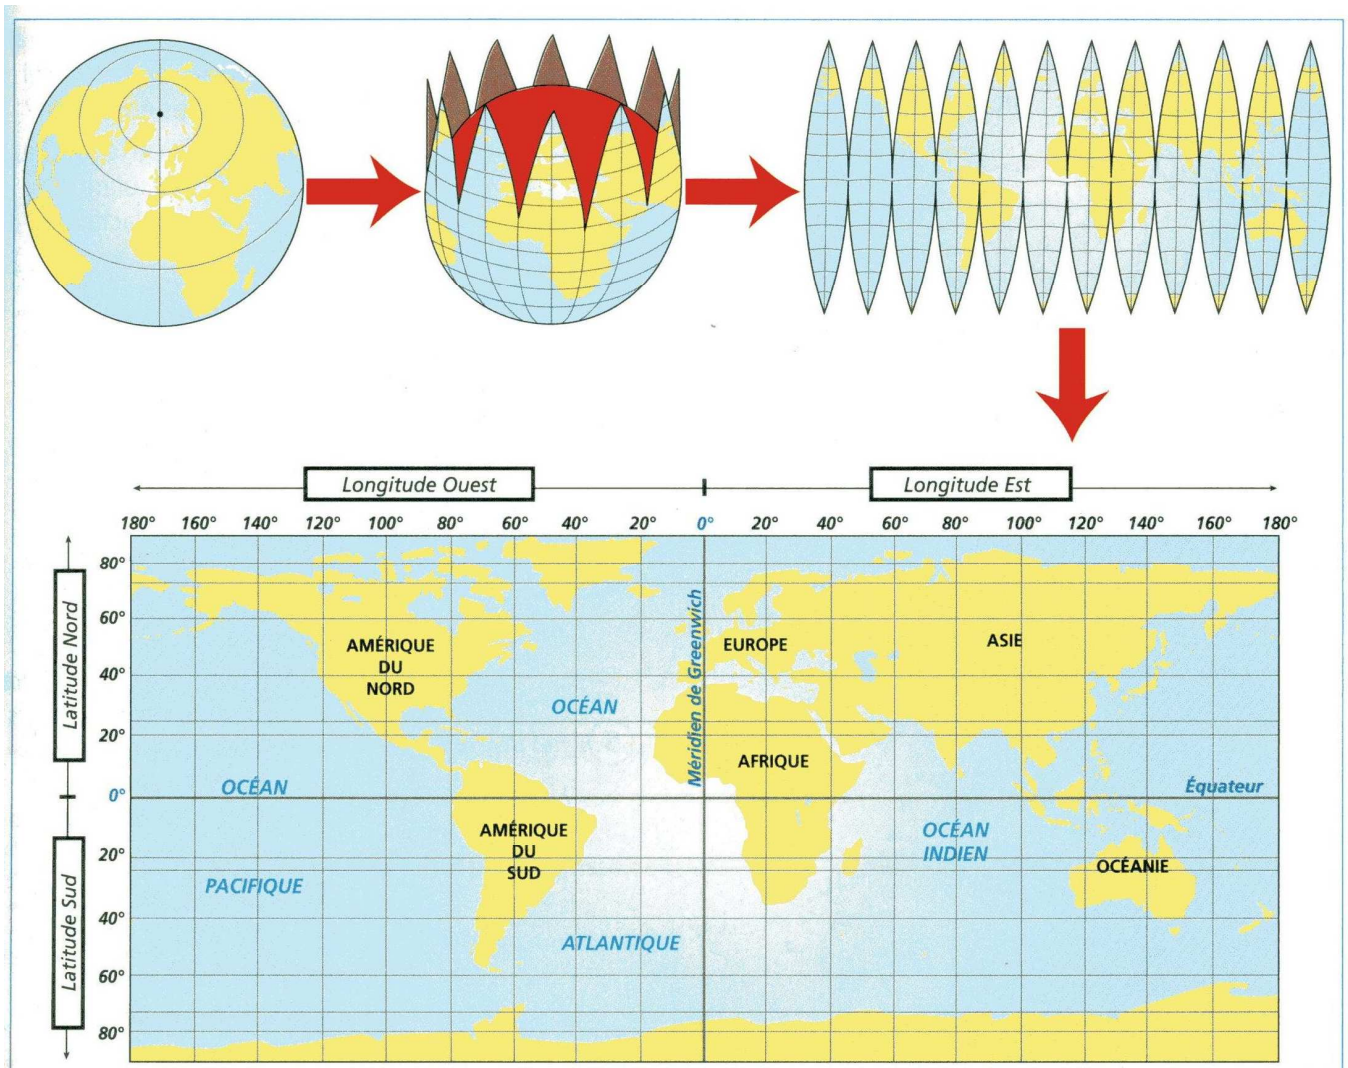 Longitude Ouest
Longitude Est
180° 160° 140° 120° 100° 80° 60° 40° 20° 0° 20° 40° 60° 80° 100° 120° 140° 160° 180°
Latitude Nord
80°
60°
40°
20°
0°
Latitude Sud
20°
40°
60°
80°
AMÉRIQUE
DU
NORD
OCÉAN
Méridien de Greenwich
EUROPE
ASIE
AFRIQUE
OCÉAN
Équateur
AMÉRIQUE
DU
SUD
OCÉAN
INDIEN
OCÉANIE
PACIFIQUE
ATLANTIQUE